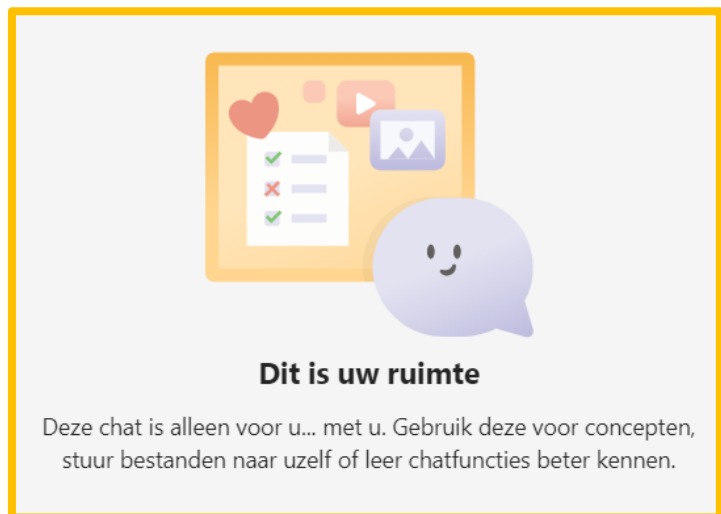 Dit is uw ruimte
Deze chat is alleen voor u... met u. Gebruik deze voor concepten,
stuur bestanden naar uzelf of leer chatfuncties beter kennen.